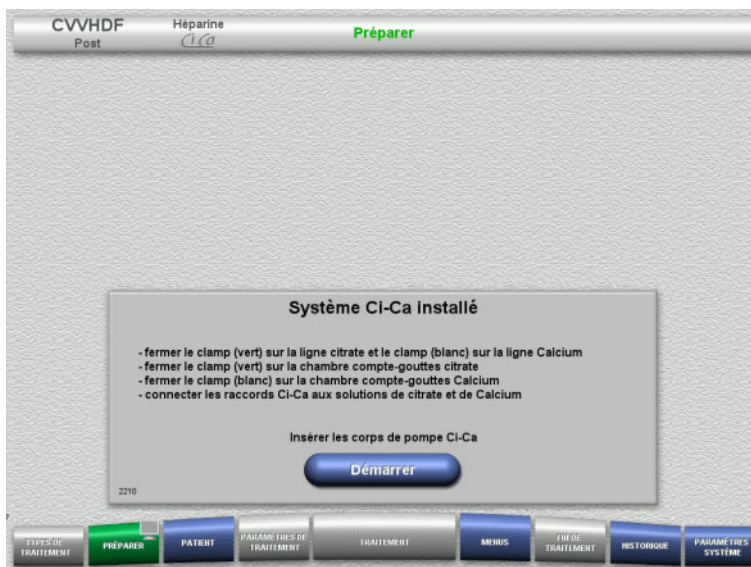 CVVHDF
Post
Héparine
Ci Ca
Préparer
Système Ci-Ca installé
- fermer le clamp (vert) sur la ligne citrate et le clamp (blanc) sur la ligne Calcium
- fermer le clamp (vert) sur la chambre compte-gouttes citrate
- fermer le clamp (blanc) sur la chambre compte-gouttes Calcium
- connecter les raccords Ci-Ca aux solutions de citrate et de Calcium
Insérer les corps de pompe Ci-Ca
Démarrer
2210
TYPES DE
TRAITEMENT
PRÉPARER
PATIENT
PARAMÈTRES DE
TRAITEMENT
TRAITEMENT
MENUS
FIN DE
TRAITEMENT
HISTORIQUE
PARAMÈTRES
SYSTÈME